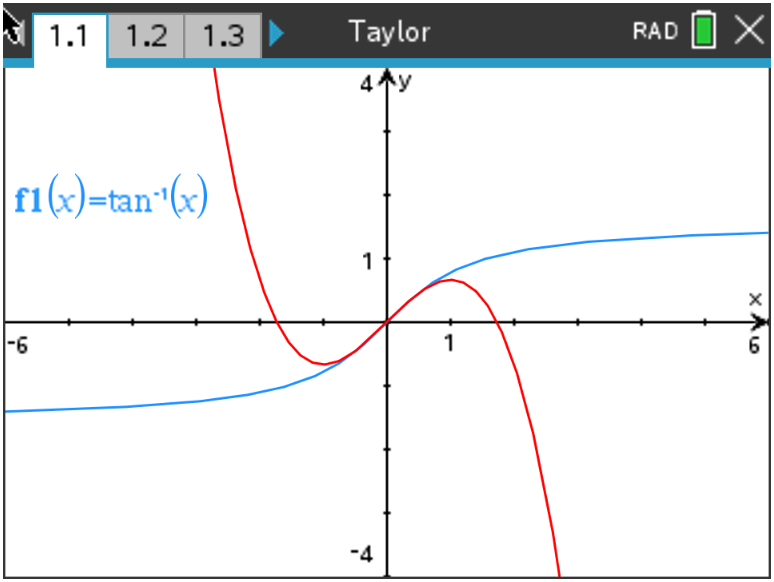 1.1 1.2 1.3 Taylor RAD
4 y
f1(x)=tan⁻¹(x)
1
x
-6 1 6
-4